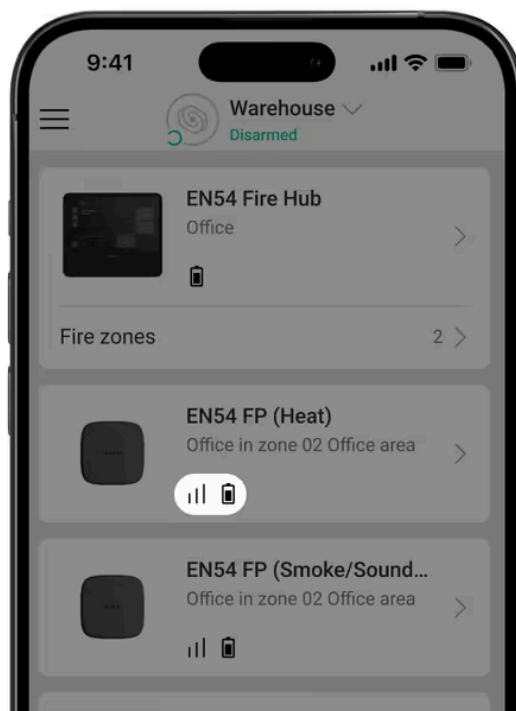 9:41
Warehouse
Disarmed
EN54 Fire Hub
Office
Fire zones 2
EN54 FP (Heat)
Office in zone 02 Office area
EN54 FP (Smoke/Sound...
Office in zone 02 Office area